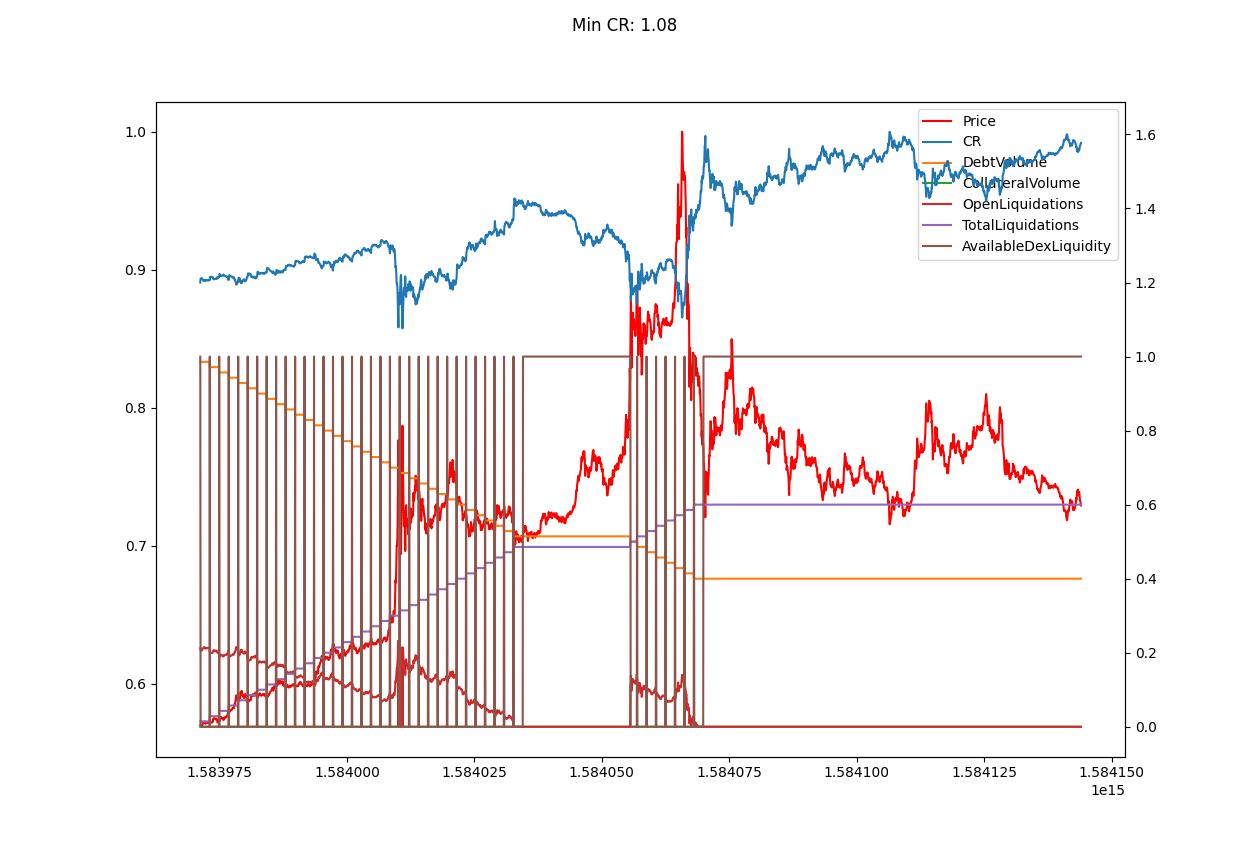 Min CR: 1.08
1.0
0.9
0.8
0.7
0.6
1.6
1.4
1.2
1.0
0.8
0.6
0.4
0.2
0.0
Price
CR
DebtVolume
CollateralVolume
OpenLiquidations
TotalLiquidations
AvailableDexLiquidity
1.583975 1.584000 1.584025 1.584050 1.584075 1.584100 1.584125 1.584150
1e15